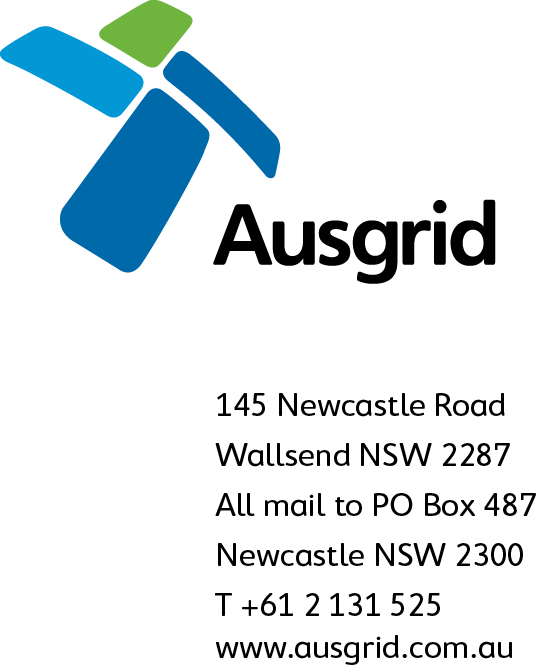 Ausgrid
145 Newcastle Road
Wallsend NSW 2287
All mail to PO Box 487
Newcastle NSW 2300
T +61 2 131 525
www.ausgrid.com.au